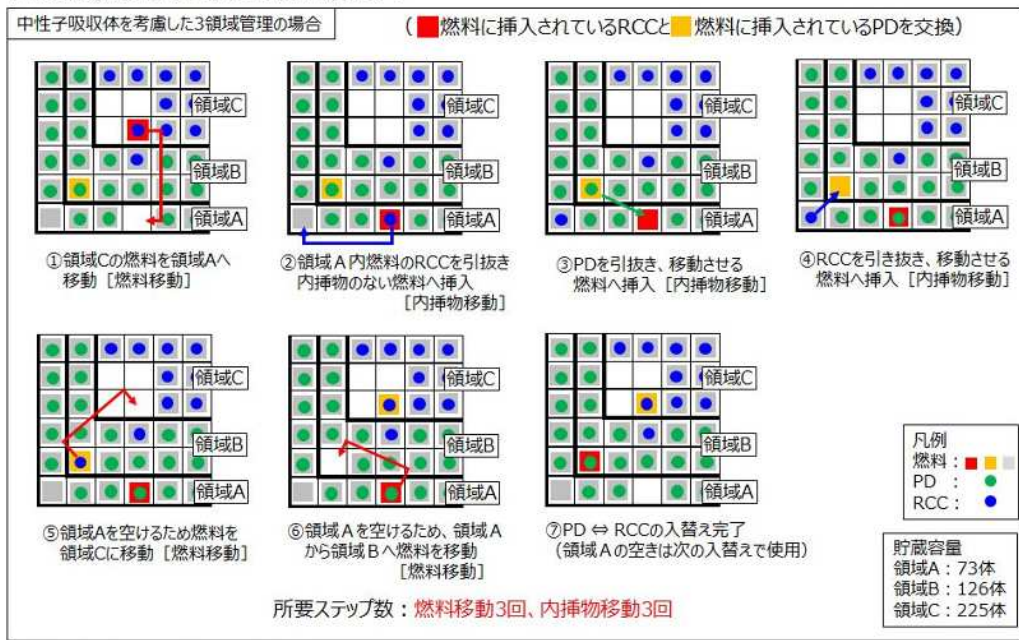 中性子吸収体を考慮した3領域管理の場合
(■燃料に挿入されているRCCと■燃料に挿入されているPDを交換)
領域C
領域B
領域A
①領域Cの燃料を領域Aへ
移動 [燃料移動]
領域C
領域B
領域A
②領域A内燃料のRCCを引抜き
内挿物のない燃料へ挿入
[内挿物移動]
領域C
領域B
領域A
③PDを引抜き、移動させる
燃料へ挿入 [内挿物移動]
領域C
領域B
領域A
④RCCを引き抜き、移動させる
燃料へ挿入 [内挿物移動]
領域C
領域B
領域A
⑤領域Aを空けるため燃料を
領域Cに移動 [燃料移動]
領域C
領域B
領域A
⑥領域Aを空けるため、領域A
から領域Bへ燃料を移動
[燃料移動]
領域C
領域B
領域A
⑦PD ⇔ RCCの入替え完了
(領域Aの空きは次の入替えで使用)
凡例
燃料:
PD :
RCC:
貯蔵容量
領域A:73体
領域B:126体
領域C:225体
所要ステップ数:燃料移動3回、内挿物移動3回